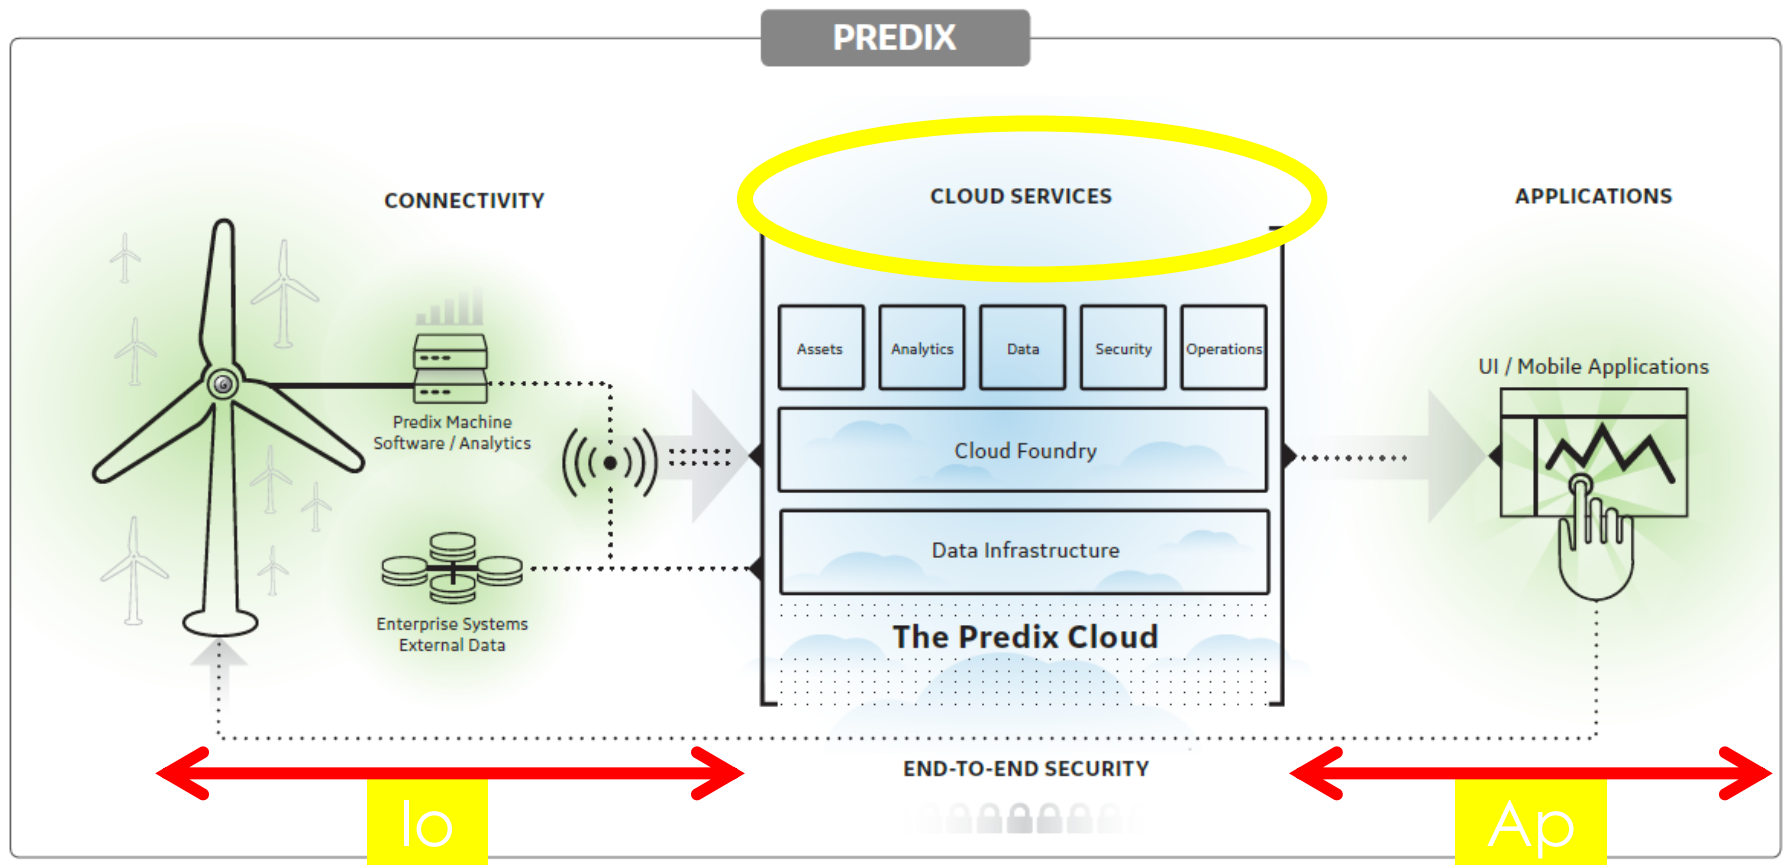 PREDIX
CONNECTIVITY
CLOUD SERVICES
APPLICATIONS
Assets
Analytics
Data
Security
Operations
UI / Mobile Applications
Predix Machine
Software / Analytics
Cloud Foundry
Data Infrastructure
Enterprise Systems
External Data
The Predix Cloud
END-TO-END SECURITY
Io
Ap